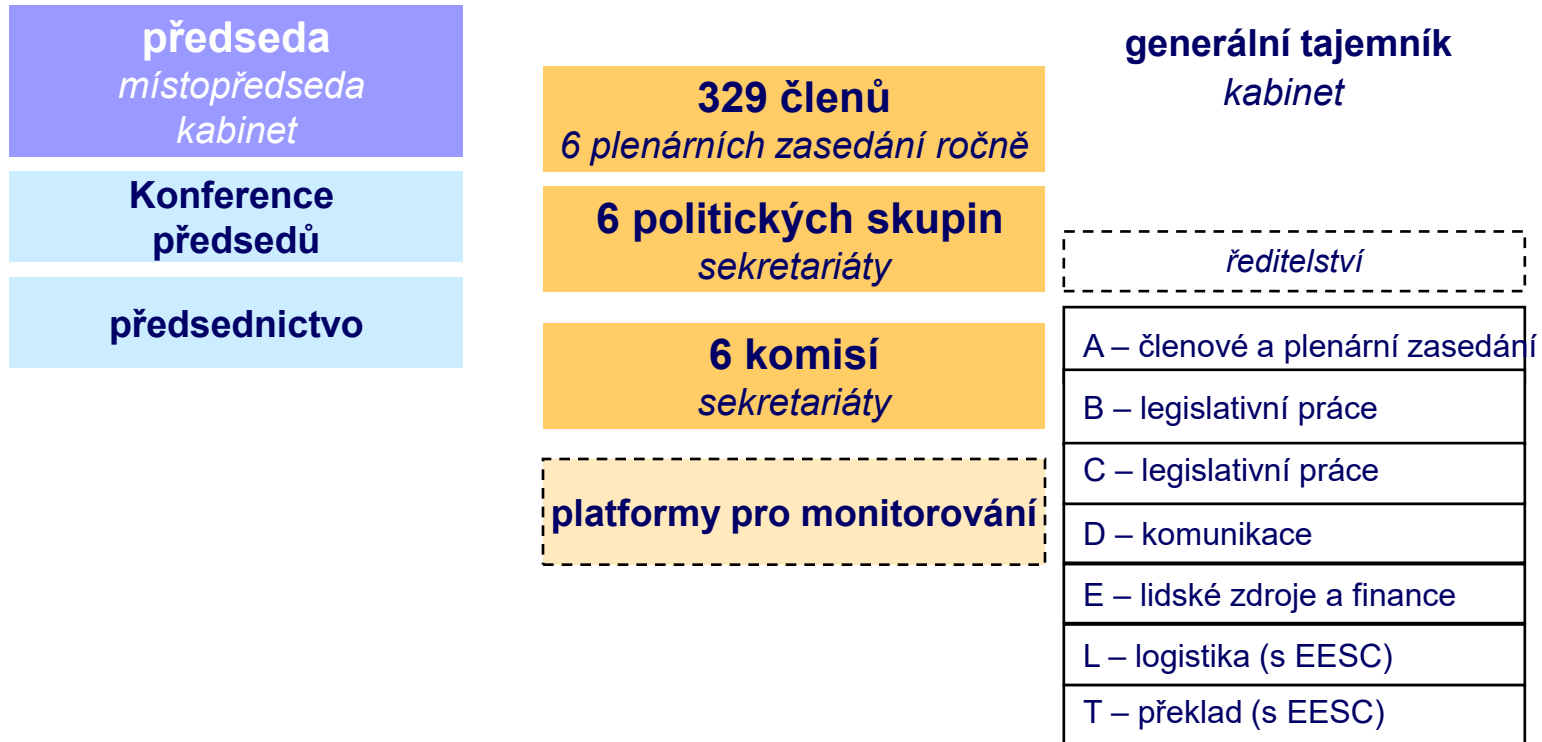 předseda
místopředseda
kabinet
Konference
předsedů
předsednictvo
329 členů
6 plenárních zasedání ročně
6 politických skupin
sekretariáty
6 komisí
sekretariáty
platformy pro monitorování
generální tajemník
kabinet
ředitelství
A – členové a plenární zasedání
B – legislativní práce
C – legislativní práce
D – komunikace
E – lidské zdroje a finance
L – logistika (s EESC)
T – překlad (s EESC)